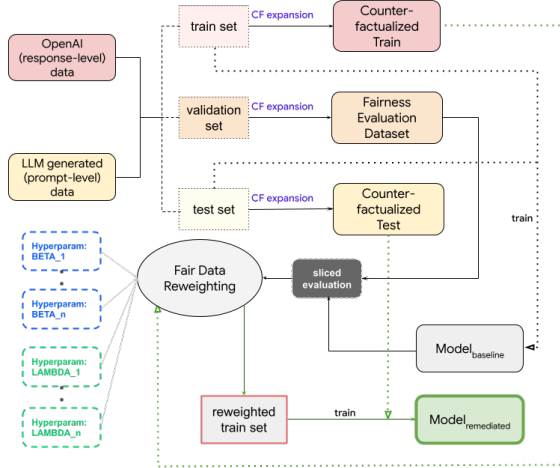 OpenAI
(response-level)
data
LLM generated
(prompt-level)
data
train set
CF expansion
Counter-
factualized
Train
validation
set
CF expansion
Fairness
Evaluation
Dataset
test set
CF expansion
Counter-
factualized
Test
train
Hyperparam:
BETA_1
Hyperparam:
BETA_n
Hyperparam:
LAMBDA_1
Hyperparam:
LAMBDA_n
Fair Data
Reweighting
sliced
evaluation
Model baseline
reweighted
train set
train
Model remediated